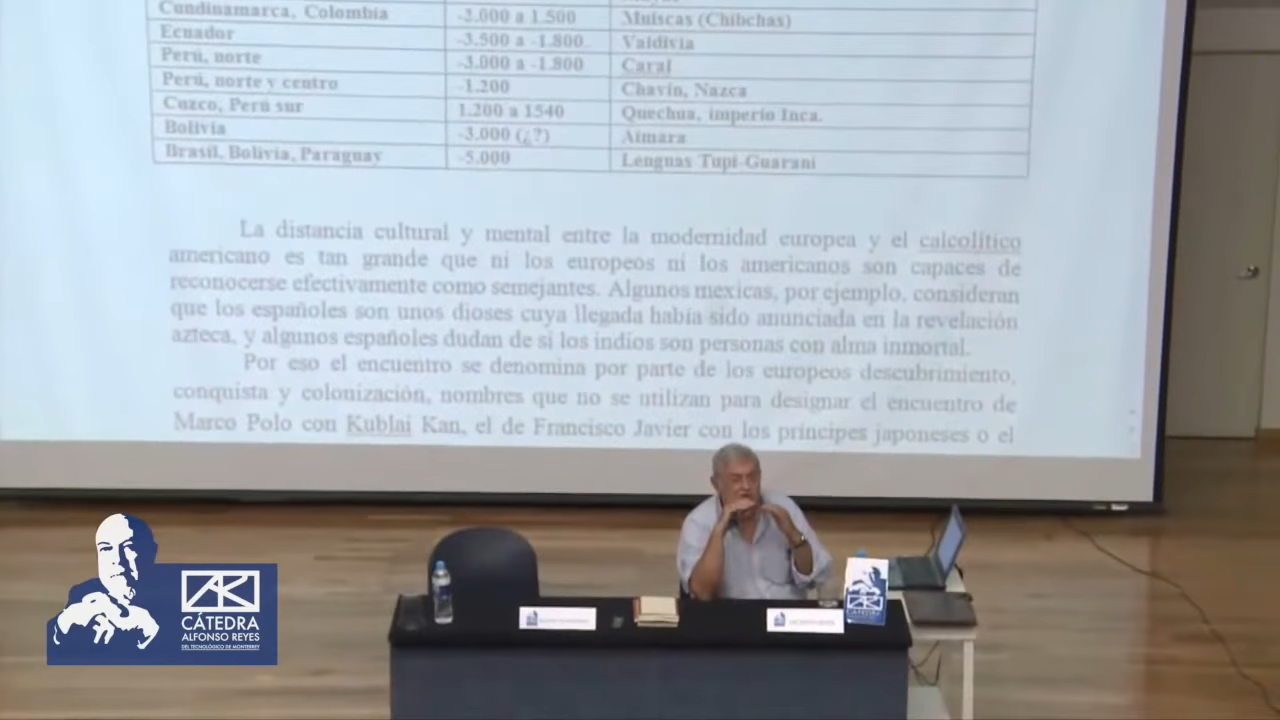 Cundinamarca, Colombia -2.000 a 1.500 Muiscas (Chibchas)
Ecuador -3.500 a -1.800 Valdivia
Perú, norte -3.000 a -1.800 Caral
Perú, norte y centro -1.200 Chavín, Nazca
Cuzco, Perú sur 1.200 a 1540 Quechua, imperio Inca.
Bolivia -3.000 (¿?) Aimara
Brasil, Bolivia, Paraguay -5.000 Lenguas Tupí-Guaraní
La distancia cultural y mental entre la modernidad europea y el calcolítico
americano es tan grande que ni los europeos ni los americanos son capaces de
reconocerse efectivamente como semejantes. Algunos mexicas, por ejemplo, consideran
que los españoles son unos dioses cuya llegada había sido anunciada en la revelación
azteca, y algunos españoles dudan de si los indios son personas con alma inmortal.
Por eso el encuentro se denomina por parte de los europeos descubrimiento,
conquista y colonización, nombres que no se utilizan para designar el encuentro de
Marco Polo con Kublai Kan, el de Francisco Javier con los príncipes japoneses o el
CÁTEDRA
ALFONSO REYES
DEL TECNOLÓGICO DE MONTERREY
CÁTEDRA